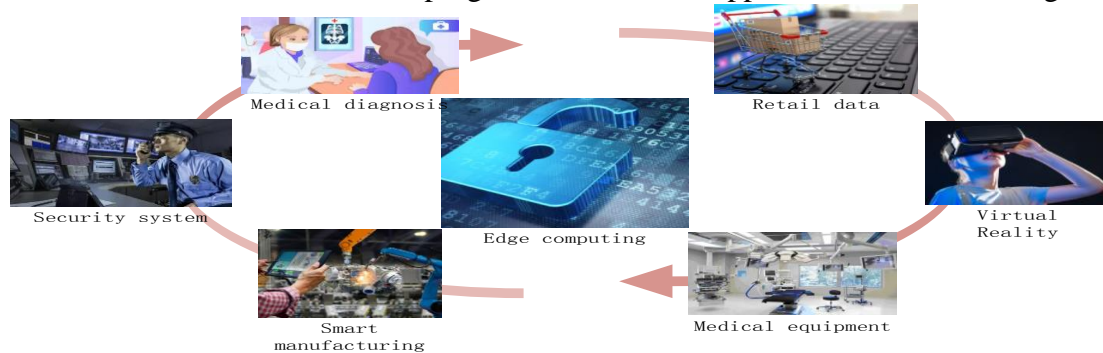 Medical diagnosis
Retail data
Security system
Edge computing
Virtual
Reality
Smart
manufacturing
Medical equipment